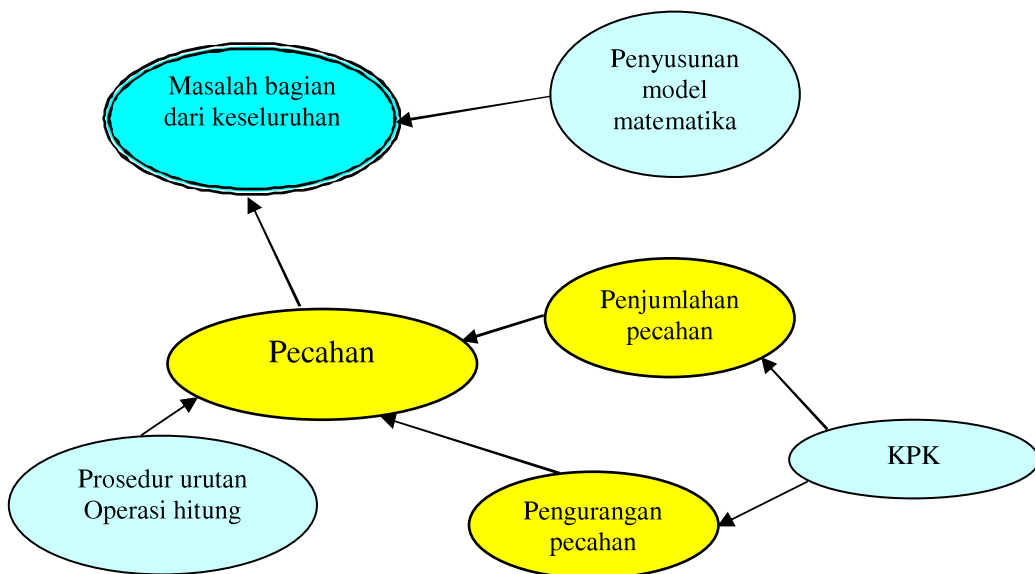 Masalah bagian
dari keseluruhan
Penyusunan
model
matematika
Penjumlahan
pecahan
Pecahan
KPK
Prosedur urutan
Operasi hitung
Pengurangan
pecahan